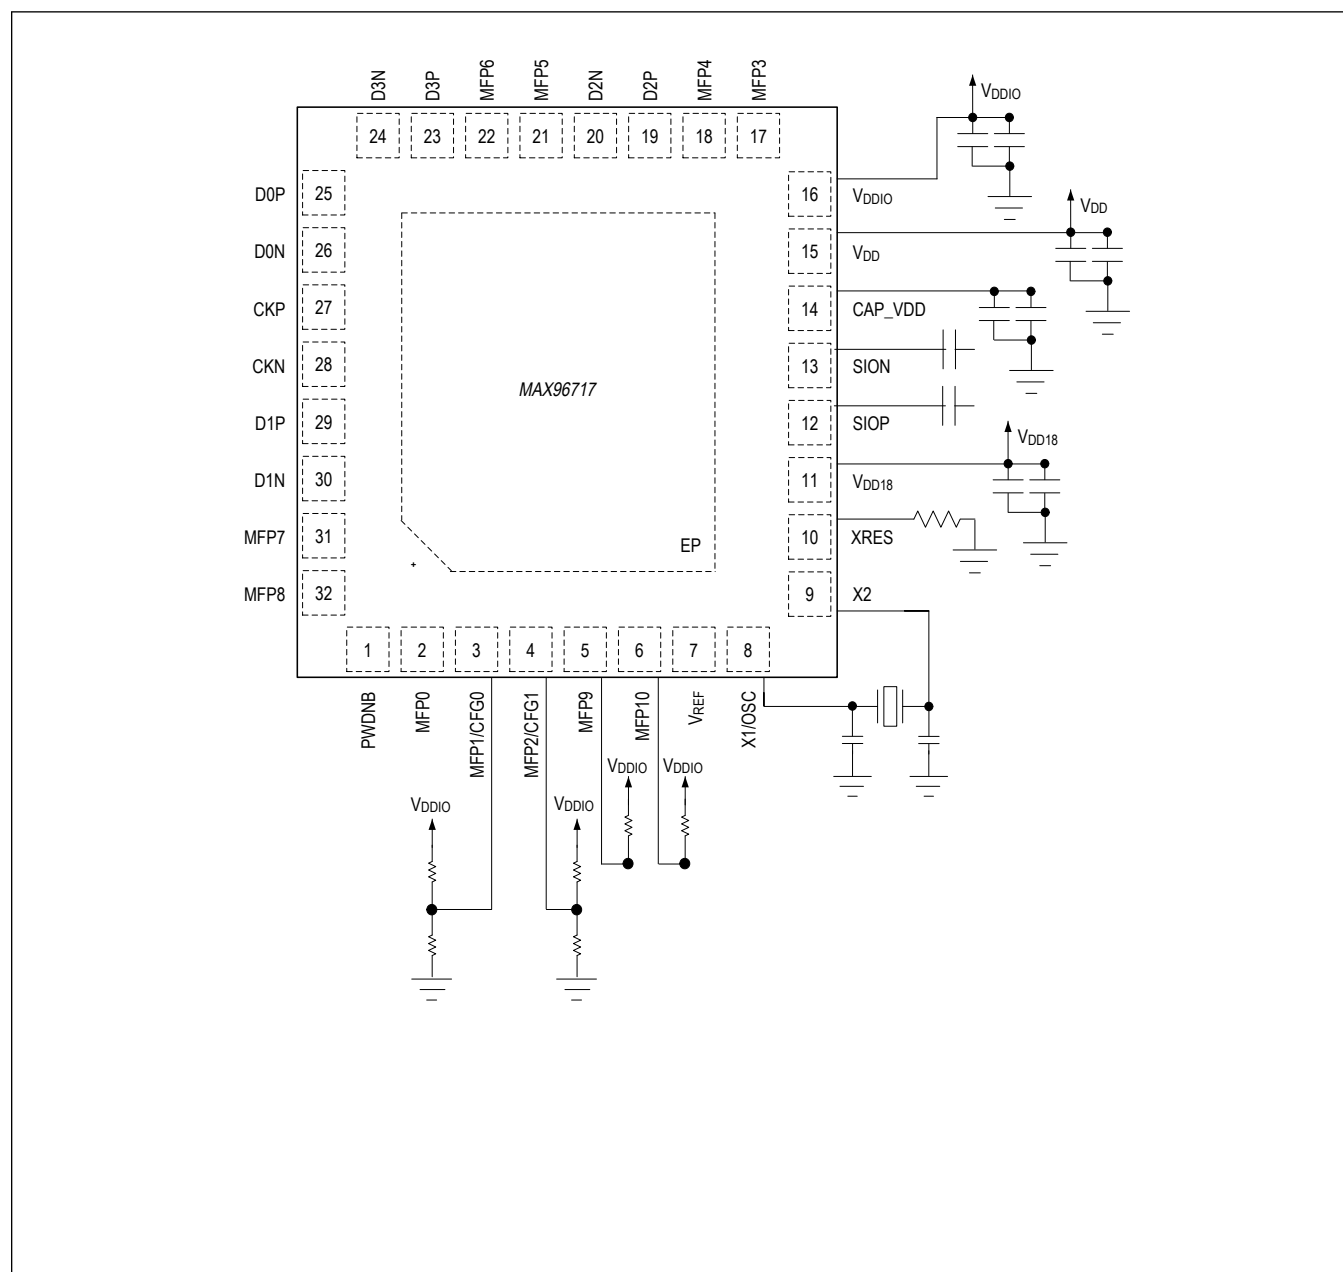 D3N
D3P
MFP6
MFP5
D2N
D2P
MFP4
MFP3
24
23
22
21
20
19
18
17
VDDIO
D0P
25
16
VDDIO
VDD
D0N
26
15
VDD
CKP
27
14
CAP_VDD
CKN
28
13
SION
MAX96717
D1P
29
12
SIOP
VDD18
D1N
30
11
VDD18
MFP7
31
10
XRES
EP
+
MFP8
32
9
X2
1
2
3
4
5
6
7
8
PWDNB
MFP0
MFP1/CFG0
MFP2/CFG1
MFP9
MFP10
VREF
X1/OSC
VDDIO
VDDIO
VDDIO
VDDIO